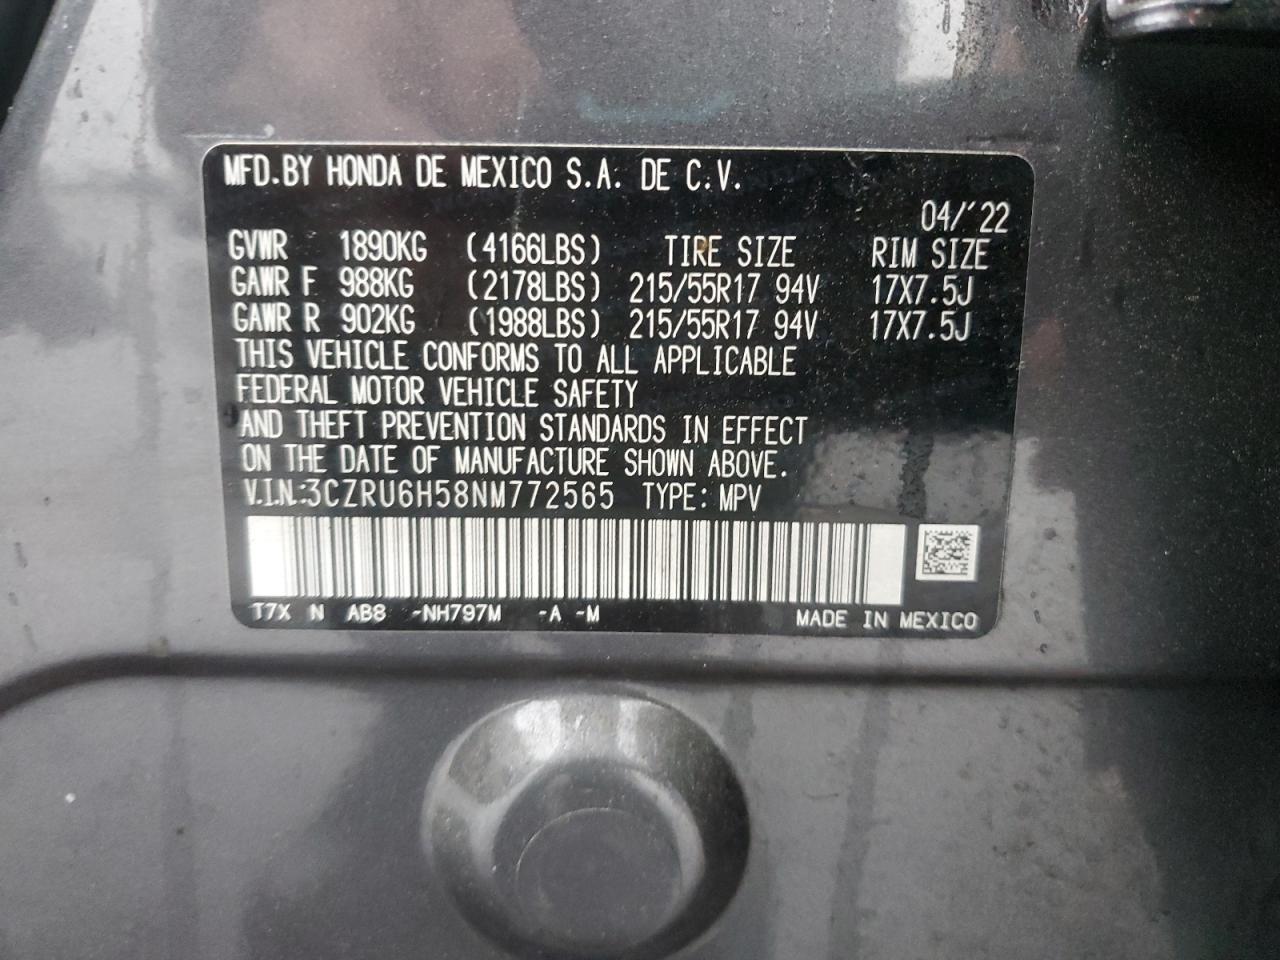 MFD.BY HONDA DE MEXICO S.A. DE C.V.
04/'22
GVWR 1890KG (4166LBS) TIRE SIZE RIM SIZE
GAWR F 988KG (2178LBS) 215/55R17 94V 17X7.5J
GAWR R 902KG (1988LBS) 215/55R17 94V 17X7.5J
THIS VEHICLE CONFORMS TO ALL APPLICABLE
FEDERAL MOTOR VEHICLE SAFETY
AND THEFT PREVENTION STANDARDS IN EFFECT
ON THE DATE OF MANUFACTURE SHOWN ABOVE.
V.I.N.:3CZRU6H58NM772565 TYPE: MPV
T7X N AB8 -NH797M -A -M MADE IN MEXICO